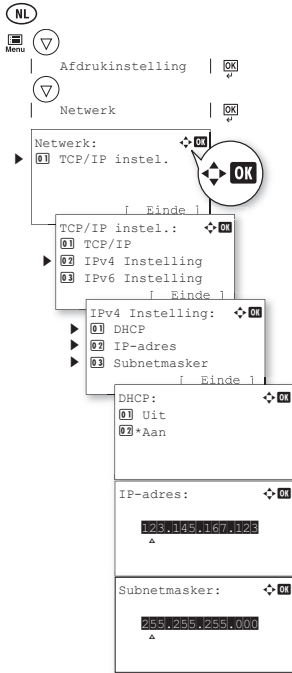 NL
Menu
Afdrukinstelling OK
Netwerk OK
Netwerk: OK
01 TCP/IP instel.
OK
[ Einde ]
TCP/IP instel.: OK
01 TCP/IP
02 IPv4 Instelling
03 IPv6 Instelling
[ Einde ]
IPv4 Instelling: OK
01 DHCP
02 IP-adres
03 Subnetmasker
[ Einde ]
DHCP: OK
01 Uit
02 *Aan
IP-adres: OK
123.145.167.123
Subnetmasker: OK
255.255.255.000